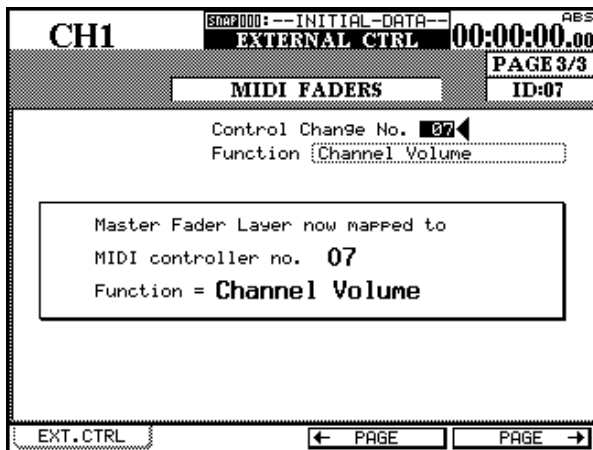 CH1
SNAP000: --INITIAL-DATA--
EXTERNAL CTRL
ABS
00:00:00.00
PAGE 3/3
MIDI FADERS
ID:07
Control Change No. 07
Function Channel Volume
Master Fader Layer now mapped to
MIDI controller no. 07
Function = Channel Volume
EXT.CTRL
← PAGE
PAGE →